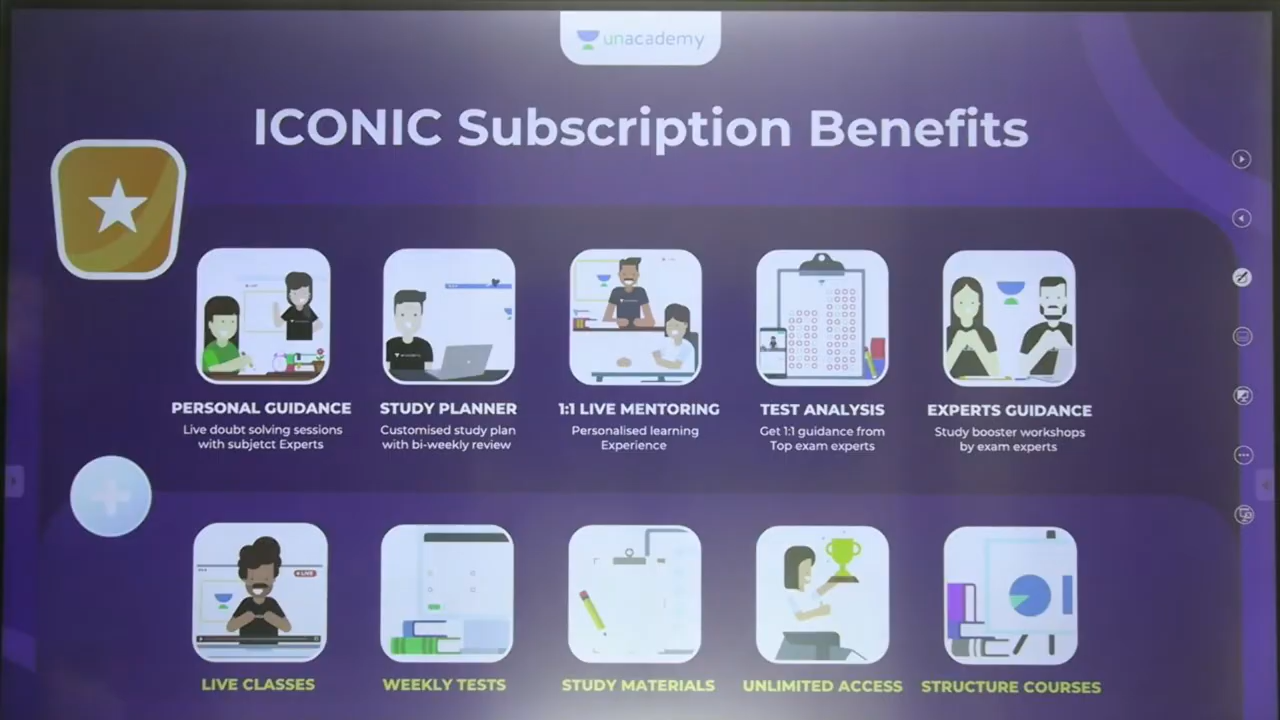 unacademy
ICONIC Subscription Benefits
PERSONAL GUIDANCE
Live doubt solving sessions
with subjetct Experts
STUDY PLANNER
Customised study plan
with bi-weekly review
1:1 LIVE MENTORING
Personalised learning
Experience
TEST ANALYSIS
Get 1:1 guidance from
Top exam experts
EXPERTS GUIDANCE
Study booster workshops
by exam experts
LIVE
LIVE CLASSES
WEEKLY TESTS
STUDY MATERIALS
UNLIMITED ACCESS
STRUCTURE COURSES